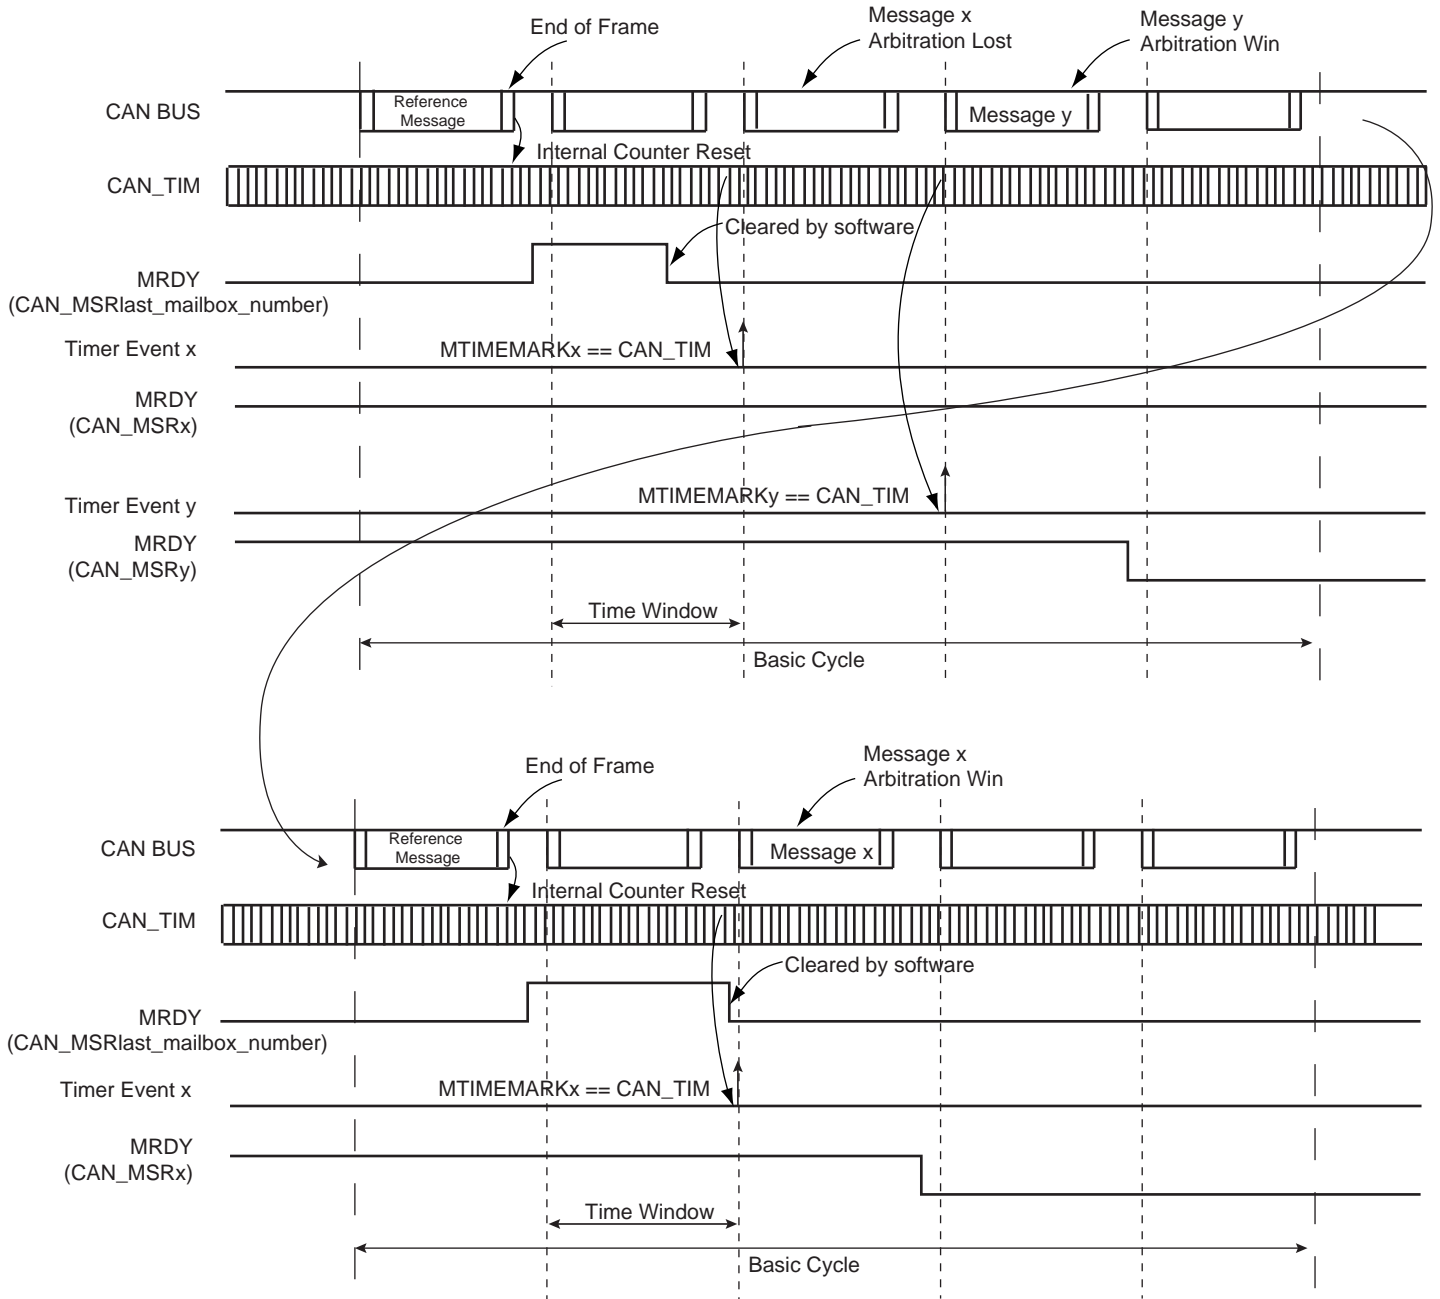 End of Frame
Message x
Arbitration Lost
Message y
Arbitration Win
CAN BUS
Reference
Message
Message y
Internal Counter Reset
CAN_TIM
Cleared by software
MRDY
(CAN_MSRlast_mailbox_number)
Timer Event x
MTIMEMARKx == CAN_TIM
MRDY
(CAN_MSRx)
Timer Event y
MTIMEMARKy == CAN_TIM
MRDY
(CAN_MSRy)
Time Window
Basic Cycle
End of Frame
Message x
Arbitration Win
CAN BUS
Reference
Message
Message x
Internal Counter Reset
CAN_TIM
Cleared by software
MRDY
(CAN_MSRlast_mailbox_number)
Timer Event x
MTIMEMARKx == CAN_TIM
MRDY
(CAN_MSRx)
Time Window
Basic Cycle